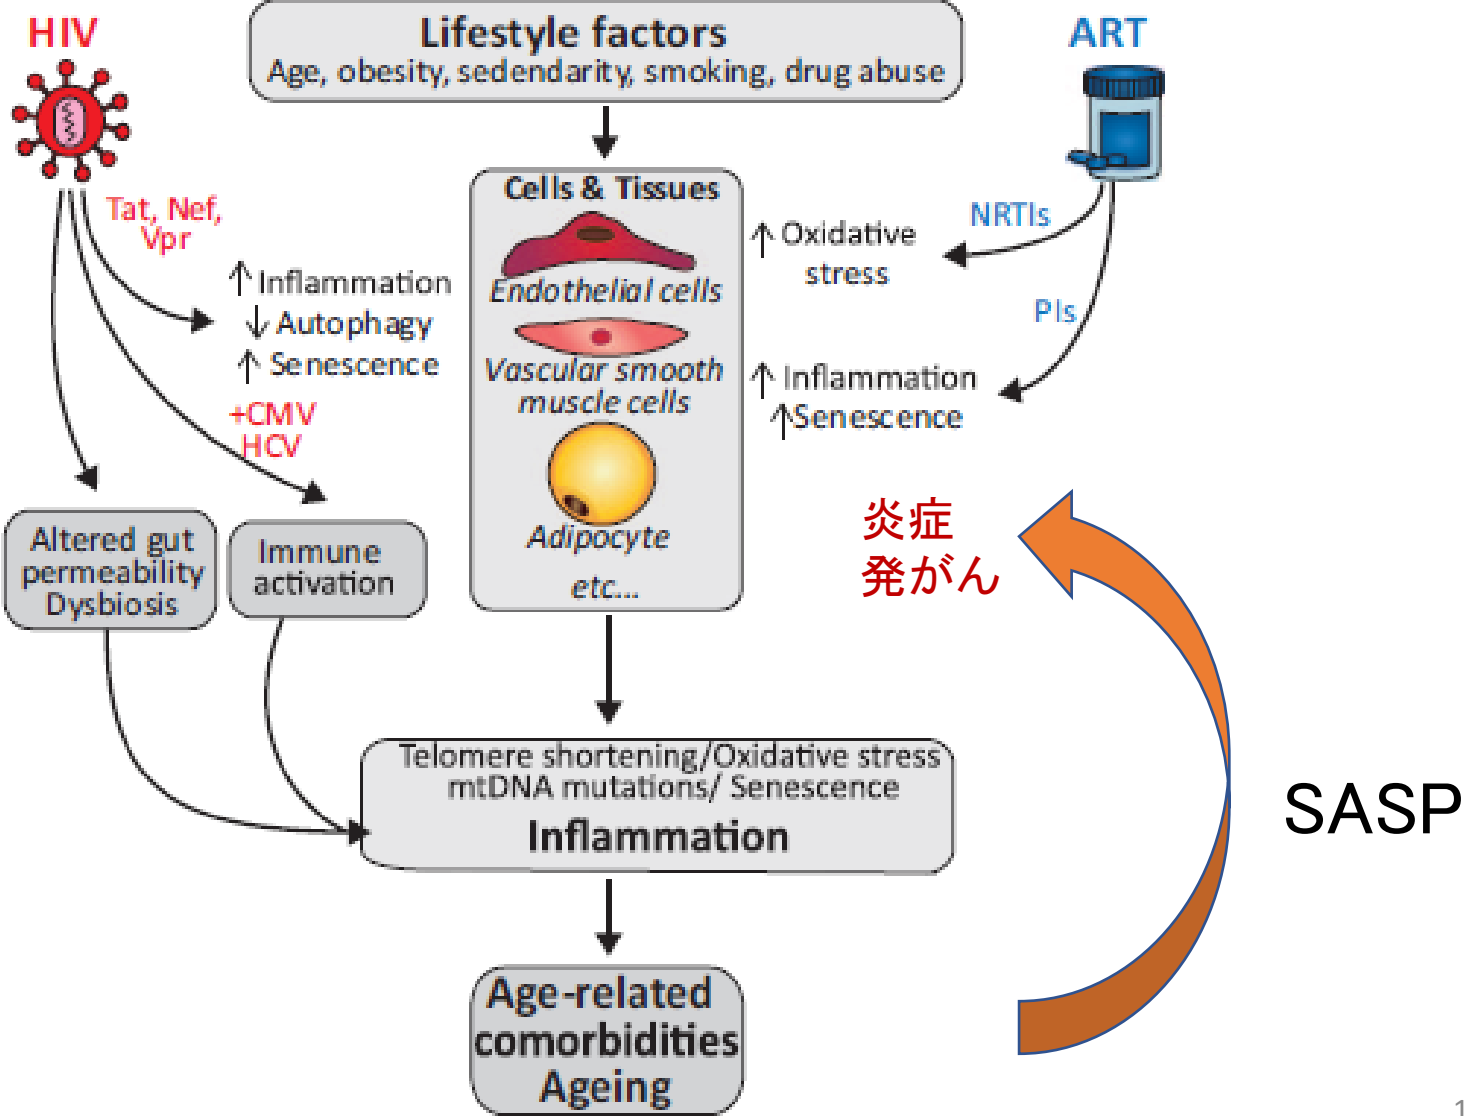 HIV
Lifestyle factors
Age, obesity, sedendarity, smoking, drug abuse
ART
Tat, Nef,
Vpr
↑ Inflammation
↓ Autophagy
↑ Senescence
+CMV
HCV
Cells & Tissues
Endothelial cells
Vascular smooth
muscle cells
Adipocyte
etc...
NRTIs
↑ Oxidative
stress
PIs
↑ Inflammation
↑Senescence
Altered gut
permeability
Dysbiosis
Immune
activation
炎症
発がん
Telomere shortening/Oxidative stress
mtDNA mutations/ Senescence
Inflammation
SASP
Age-related
comorbidities
Ageing
1